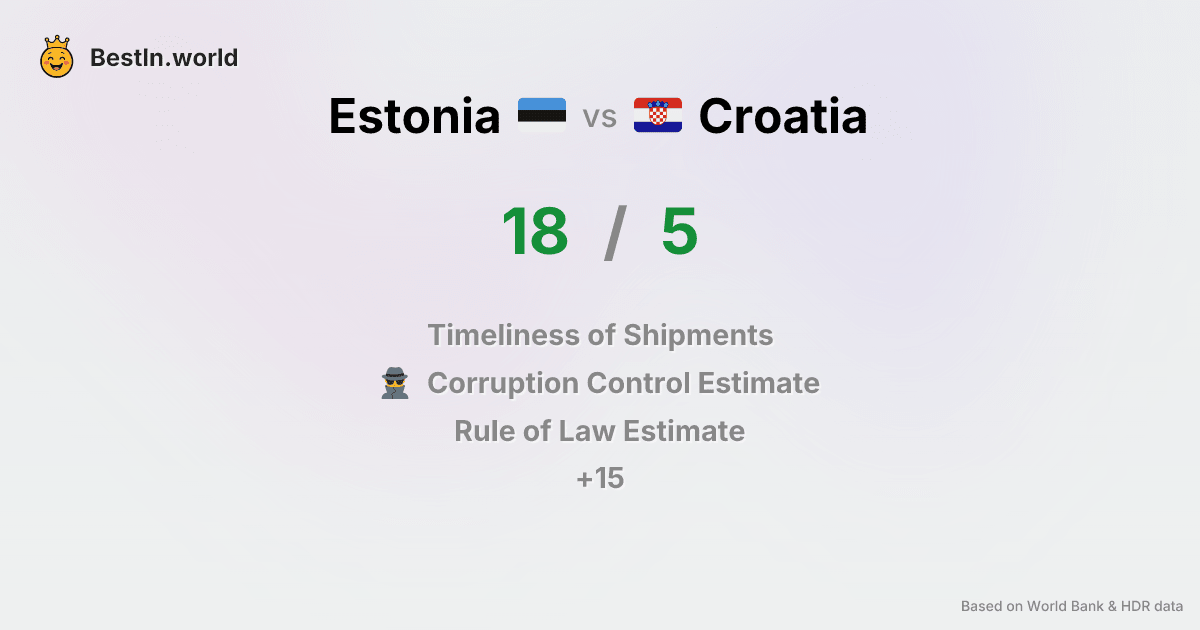 BestIn.world
Estonia vs Croatia
18 / 5
Timeliness of Shipments
Corruption Control Estimate
Rule of Law Estimate
+15
Based on World Bank & HDR data